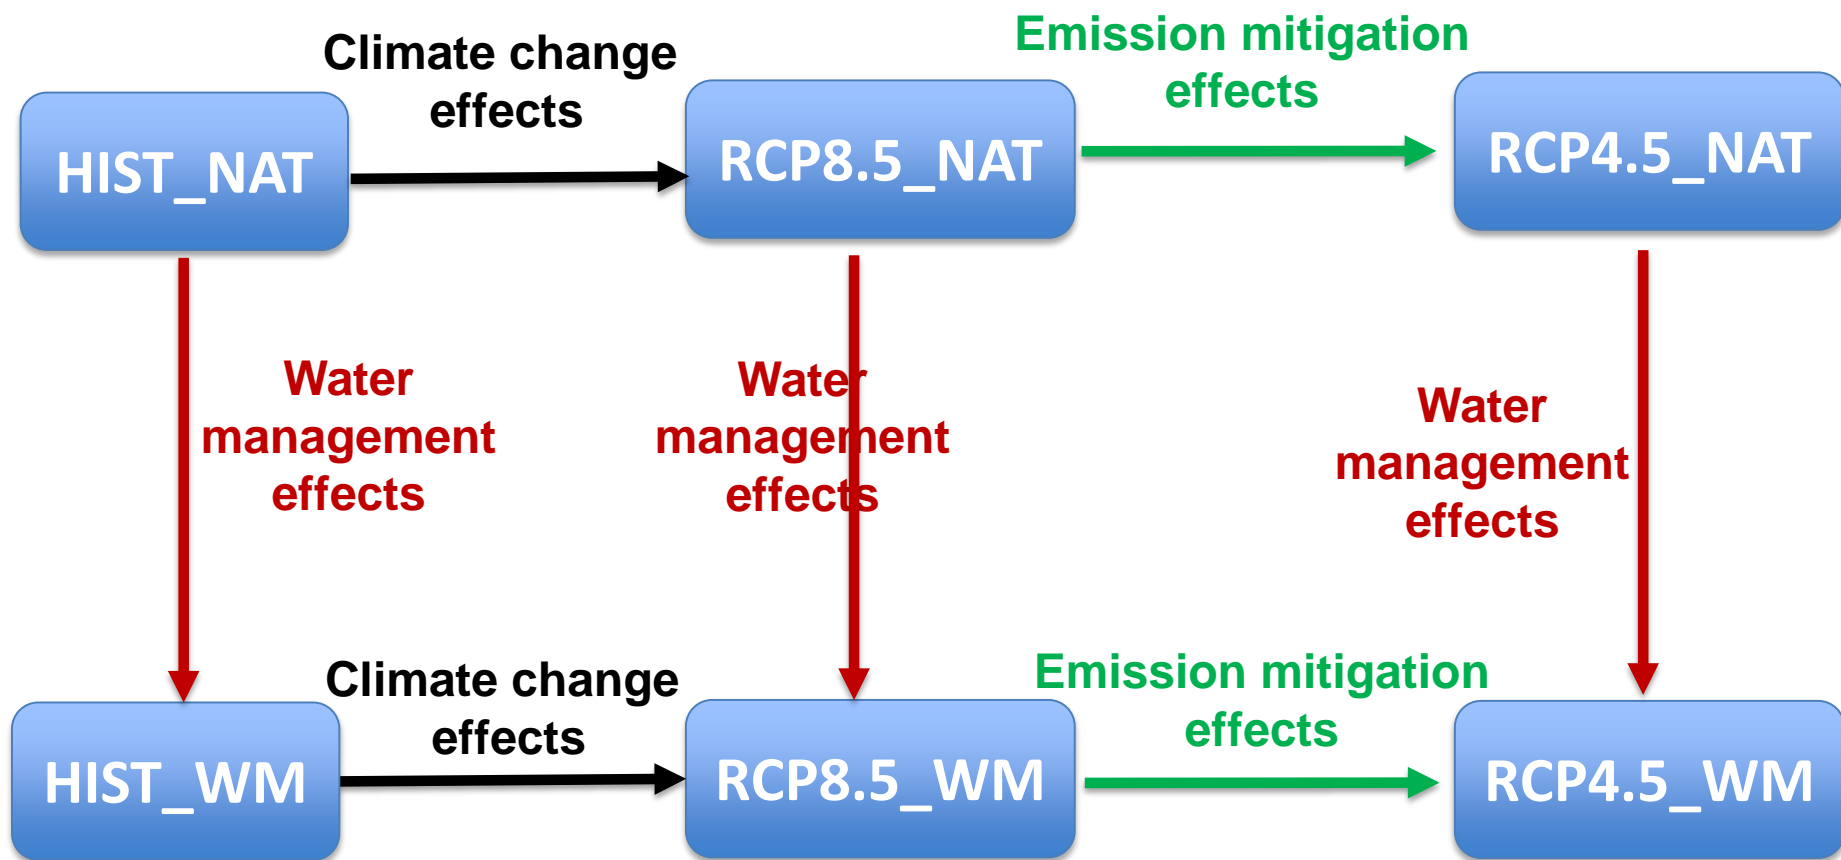 Climate change
effects
Emission mitigation
effects
HIST_NAT
RCP8.5_NAT
RCP4.5_NAT
Water
management
effects
Water
management
effects
Water
management
effects
Climate change
effects
Emission mitigation
effects
HIST_WM
RCP8.5_WM
RCP4.5_WM